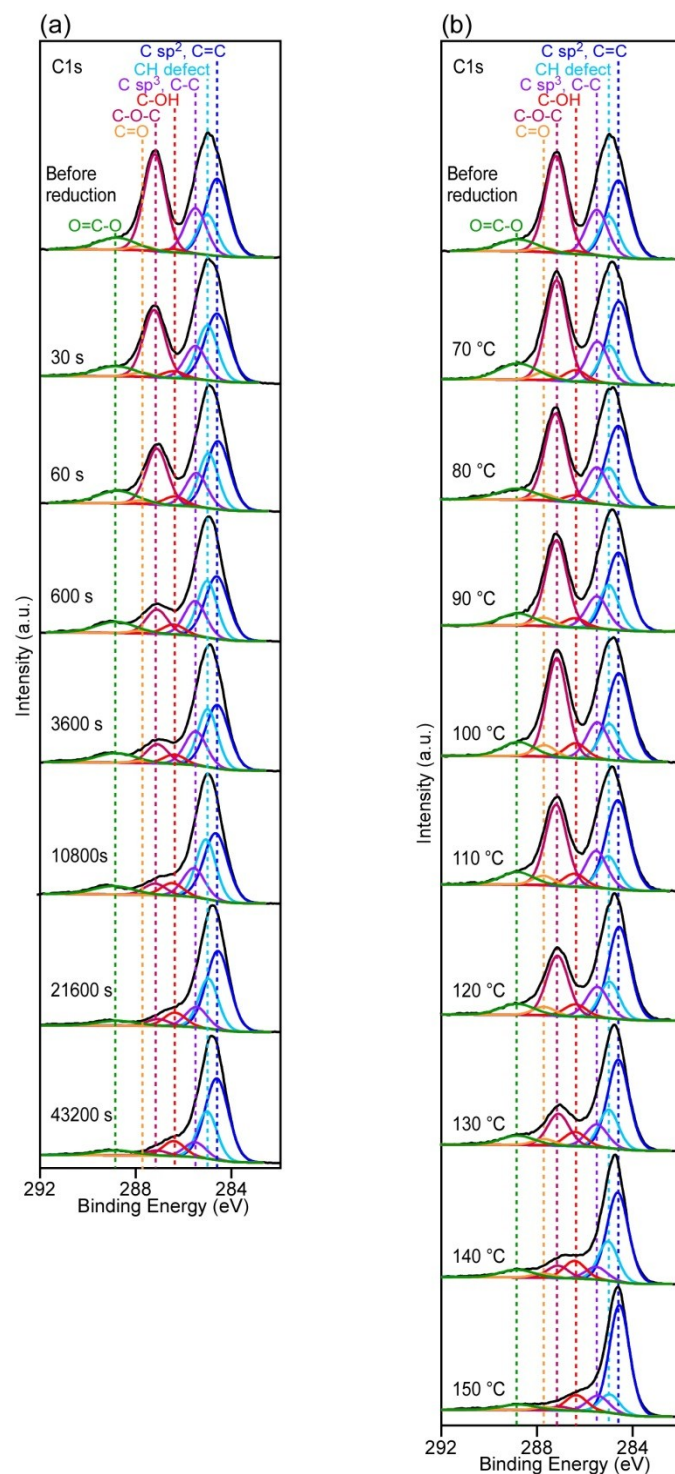 (a)
C1s
C sp², C=C
CH defect
C sp³, C-C
C-OH
C-O-C
C=O
Before
reduction
O=C-O
30 s
60 s
600 s
3600 s
10800s
21600 s
43200 s
Intensity (a.u.)
292
288
284
Binding Energy (eV)
(b)
C1s
C sp², C=C
CH defect
C sp³, C-C
C-OH
C-O-C
C=O
Before
reduction
O=C-O
70 °C
80 °C
90 °C
100 °C
110 °C
120 °C
130 °C
140 °C
150 °C
Intensity (a.u.)
292
288
284
Binding Energy (eV)